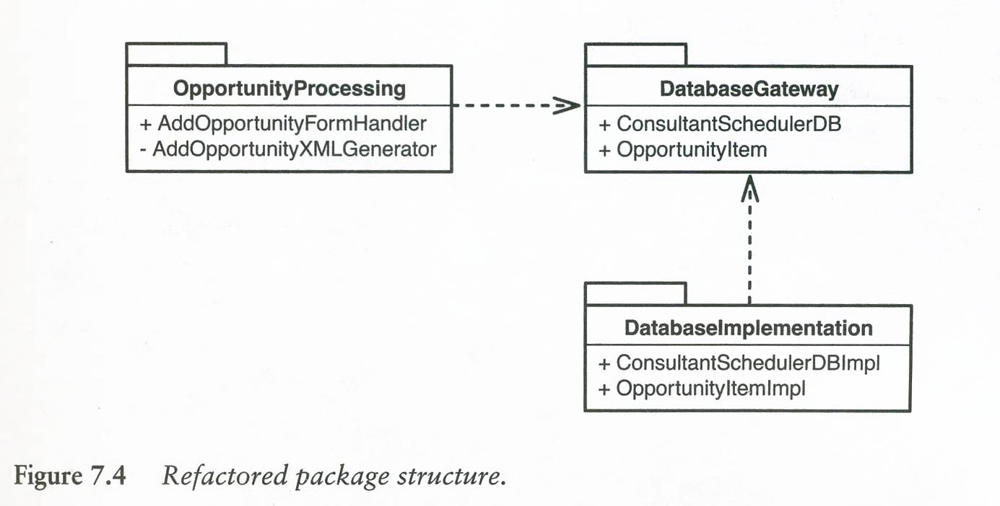 OpportunityProcessing
+ AddOpportunityFormHandler
- AddOpportunityXMLGenerator
DatabaseGateway
+ ConsultantSchedulerDB
+ OpportunityItem
DatabaseImplementation
+ ConsultantSchedulerDBImpl
+ OpportunityItemImpl
Figure 7.4 Refactored package structure.